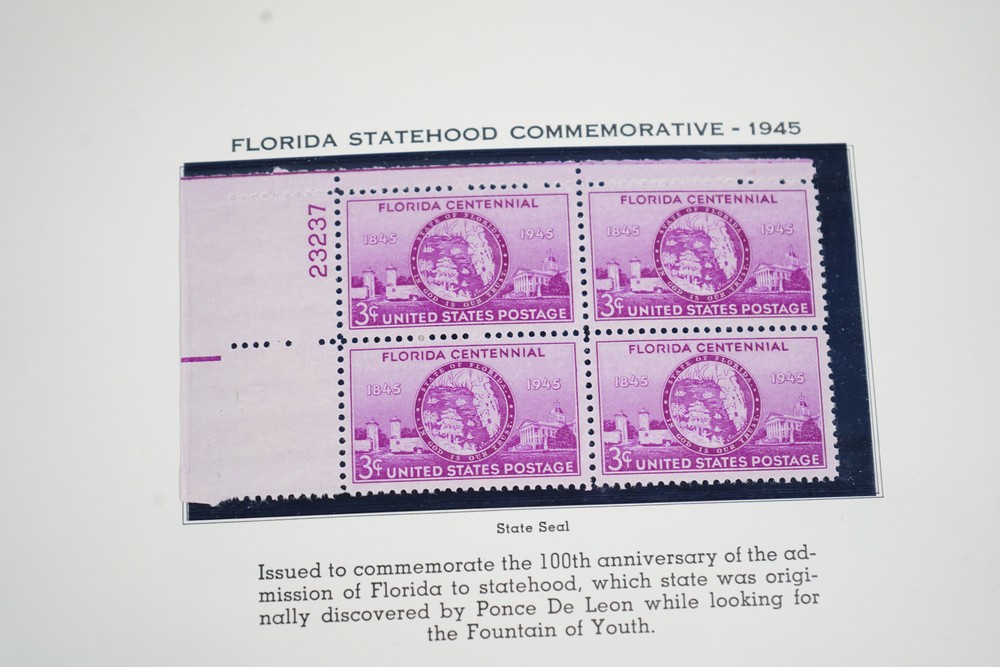 FLORIDA STATEHOOD COMMEMORATIVE - 1945
23237
FLORIDA CENTENNIAL
1845
STATE OF FLORIDA
1945
IN GOD IS OUR TRUST
3¢ UNITED STATES POSTAGE
FLORIDA CENTENNIAL
1845
STATE OF FLORIDA
1945
IN GOD IS OUR TRUST
3¢ UNITED STATES POSTAGE
FLORIDA CENTENNIAL
1845
STATE OF FLORIDA
1945
IN GOD IS OUR TRUST
3¢ UNITED STATES POSTAGE
FLORIDA CENTENNIAL
1845
STATE OF FLORIDA
1945
IN GOD IS OUR TRUST
3¢ UNITED STATES POSTAGE
State Seal
Issued to commemorate the 100th anniversary of the ad-
mission of Florida to statehood, which state was origi-
nally discovered by Ponce De Leon while looking for
the Fountain of Youth.